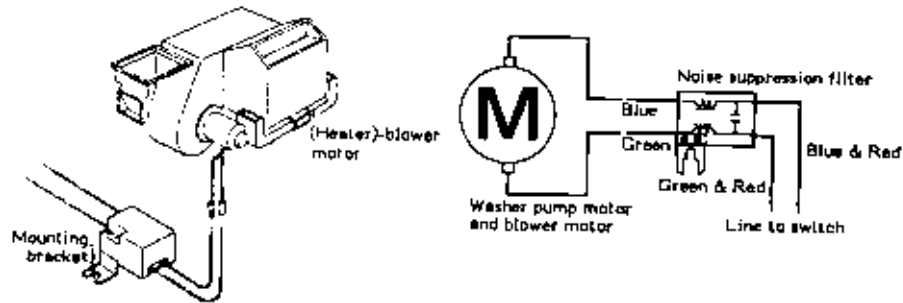 (Heater)-blower
motor
Mounting
bracket
M
Noise suppression filter
Blue
Green
Green & Red
Blue & Red
Washer pump motor
and blower motor
Line to switch